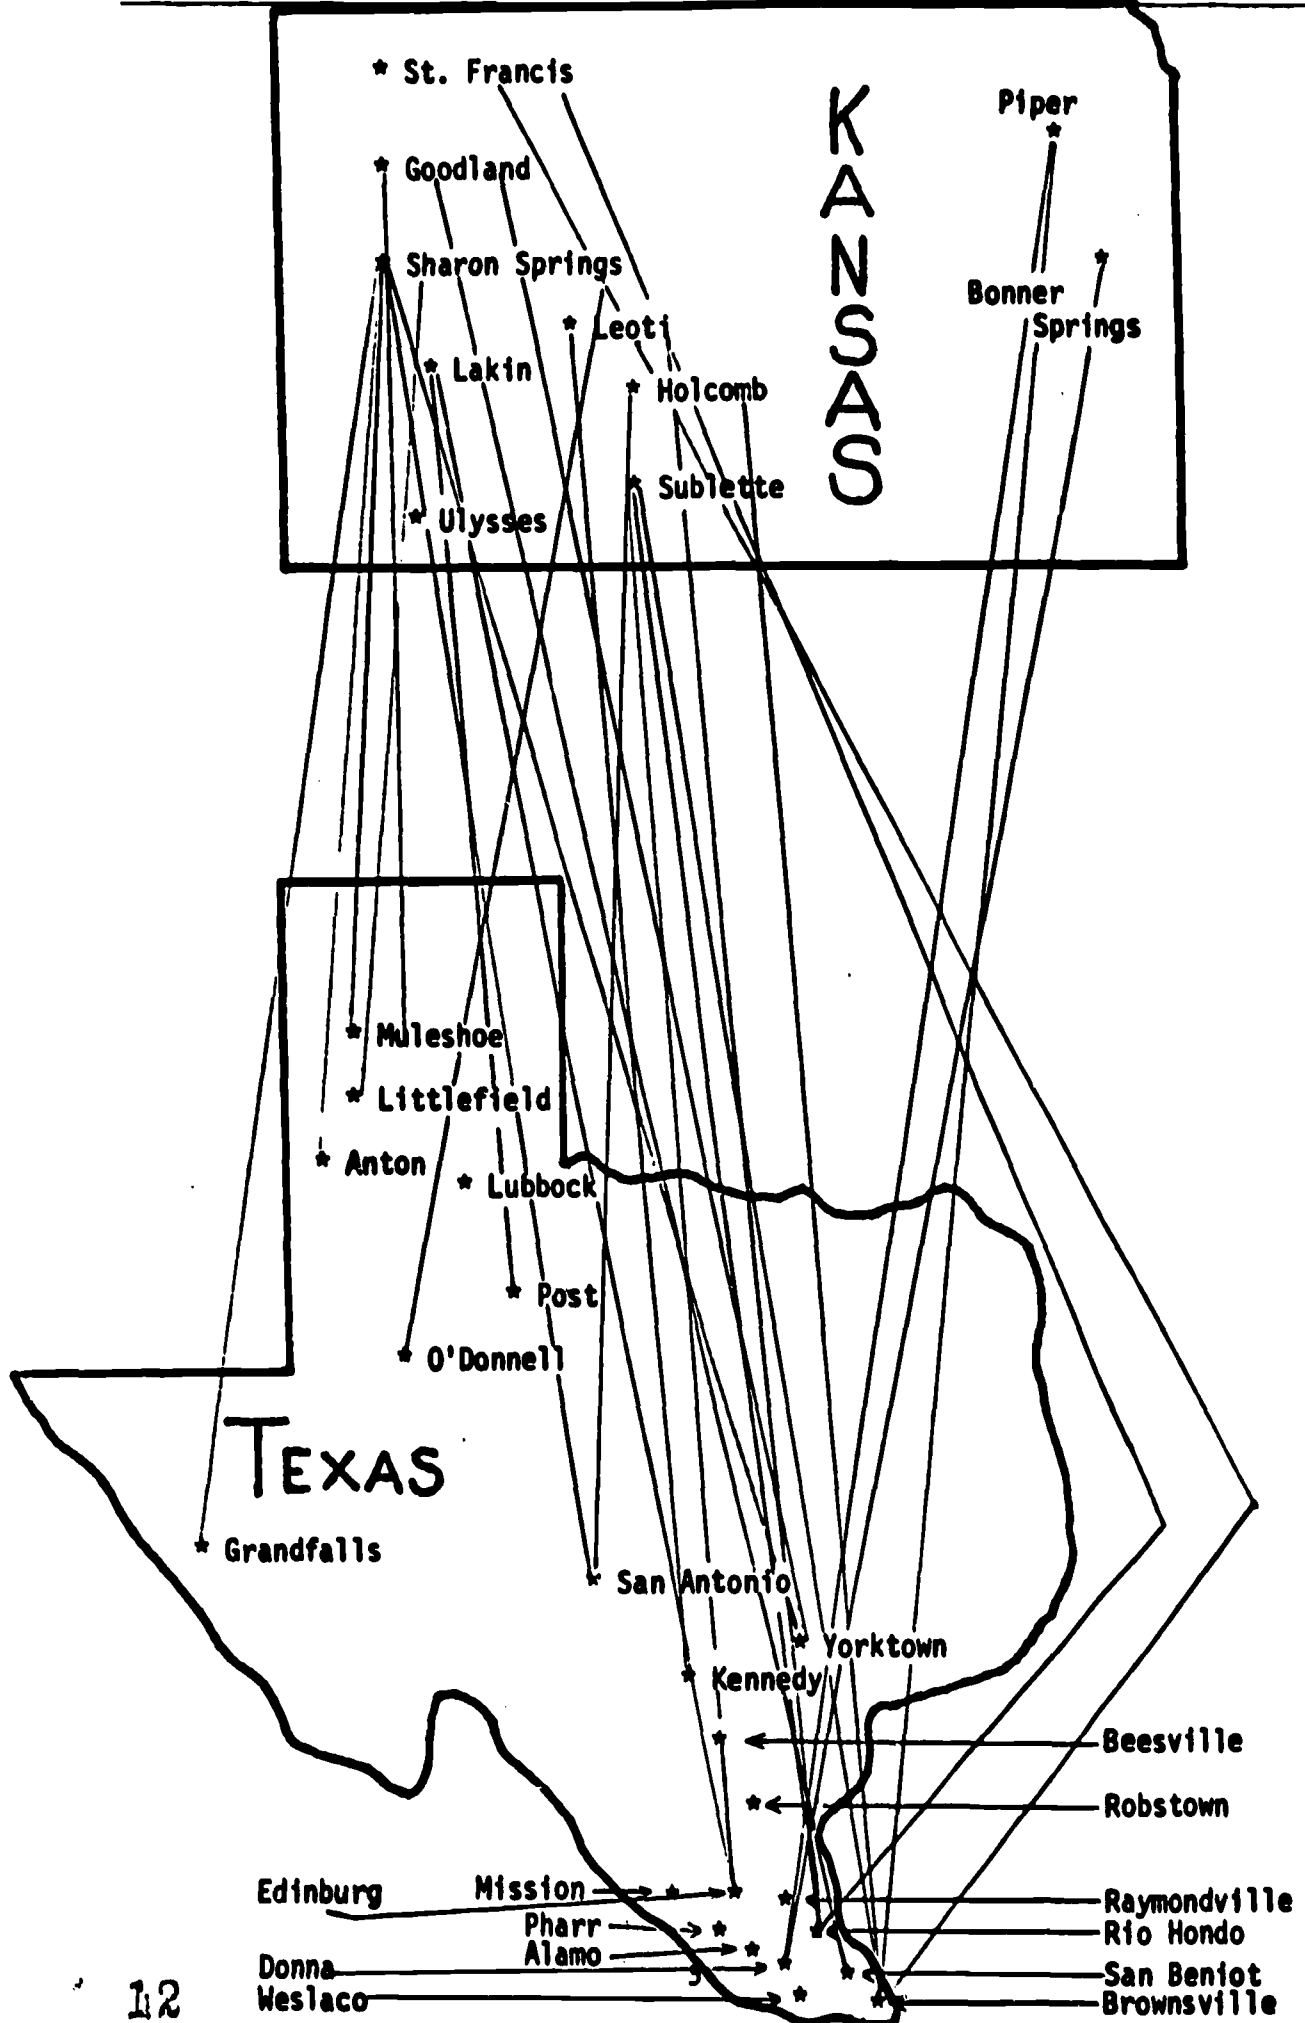 St. Francis
Piper
Goodland
KANSAS
Sharon Springs
Bonner
Springs
Leoti
Lakin
Holcomb
Sublette
Ulysses
Muleshoe
Littlefield
Anton
Lubbock
Post
O'Donnell
TEXAS
Grandfalls
San Antonio
Yorktown
Kennedy
Beesville
Robstown
Edinburg
Mission
Raymondville
Pharr
Rio Hondo
Alamo
Donna
San Beniot
Weslaco
Brownsville
12